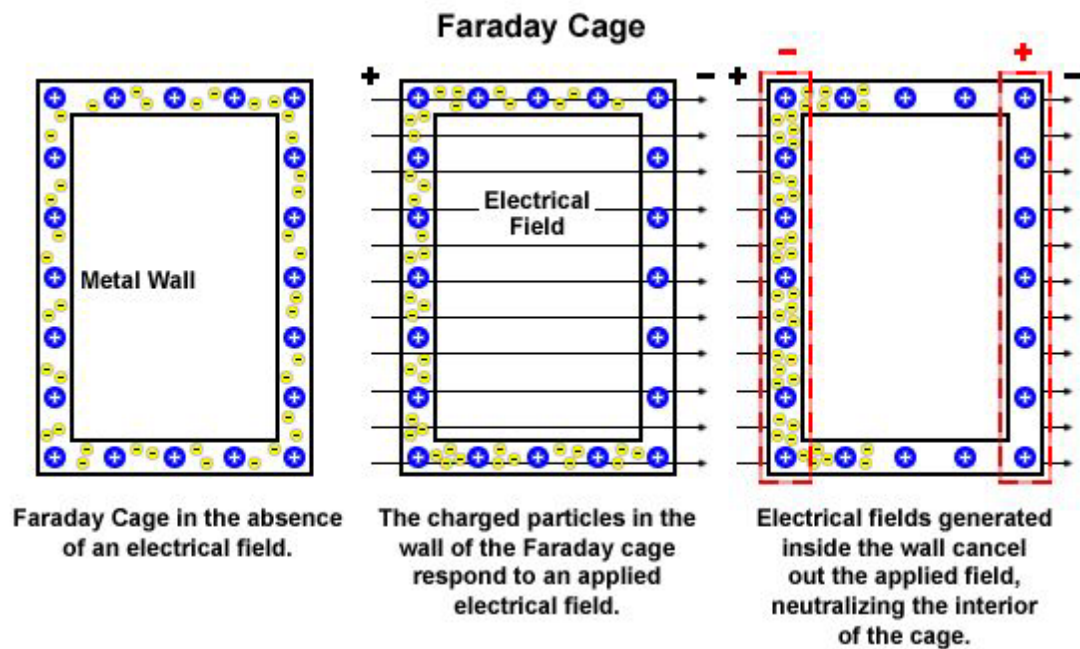 Faraday Cage
+
−
+
−
−
+
Metal Wall
Electrical
Field
Faraday Cage in the absence
of an electrical field.
The charged particles in the
wall of the Faraday cage
respond to an applied
electrical field.
Electrical fields generated
inside the wall cancel
out the applied field,
neutralizing the interior
of the cage.